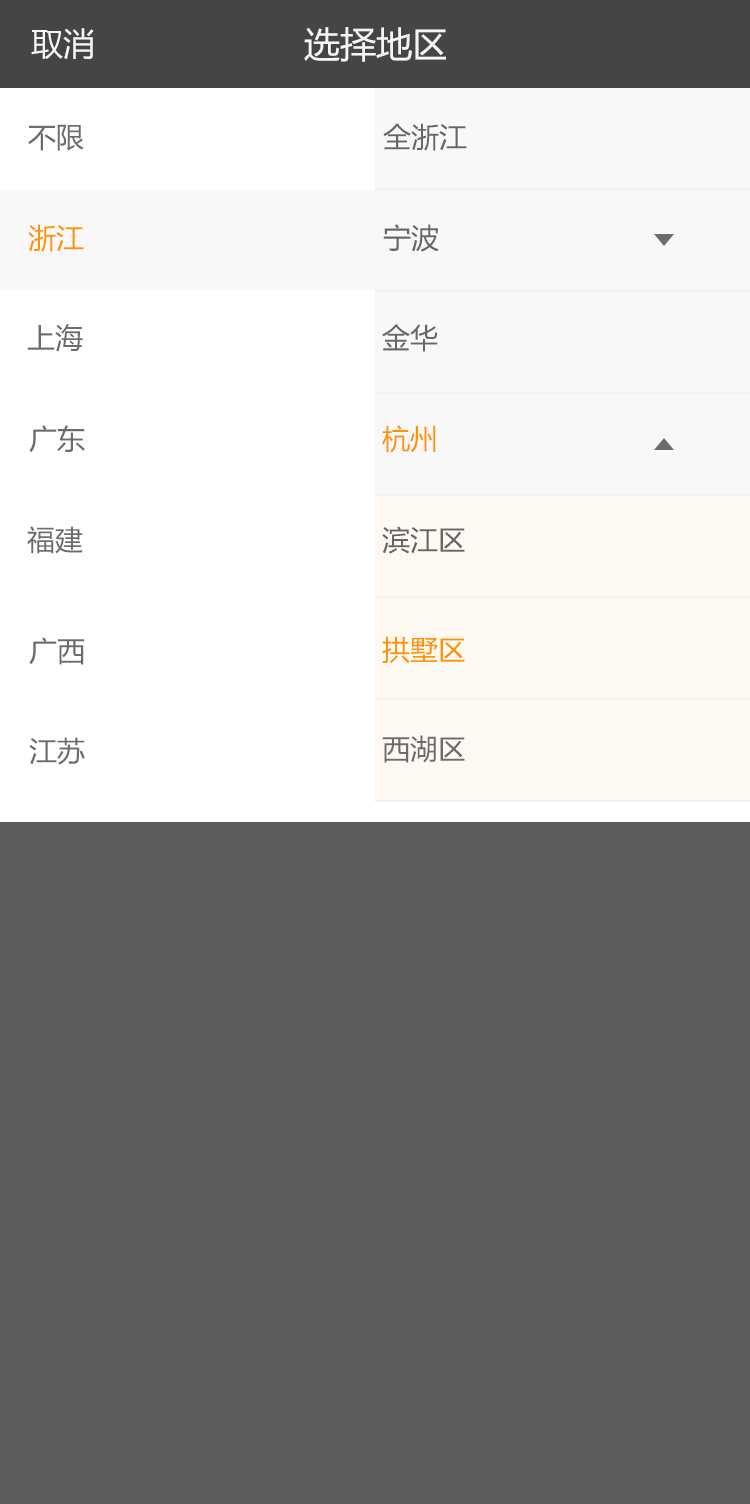 取消
选择地区
不限
浙江
上海
广东
福建
广西
江苏
全浙江
宁波
金华
杭州
滨江区
拱墅区
西湖区